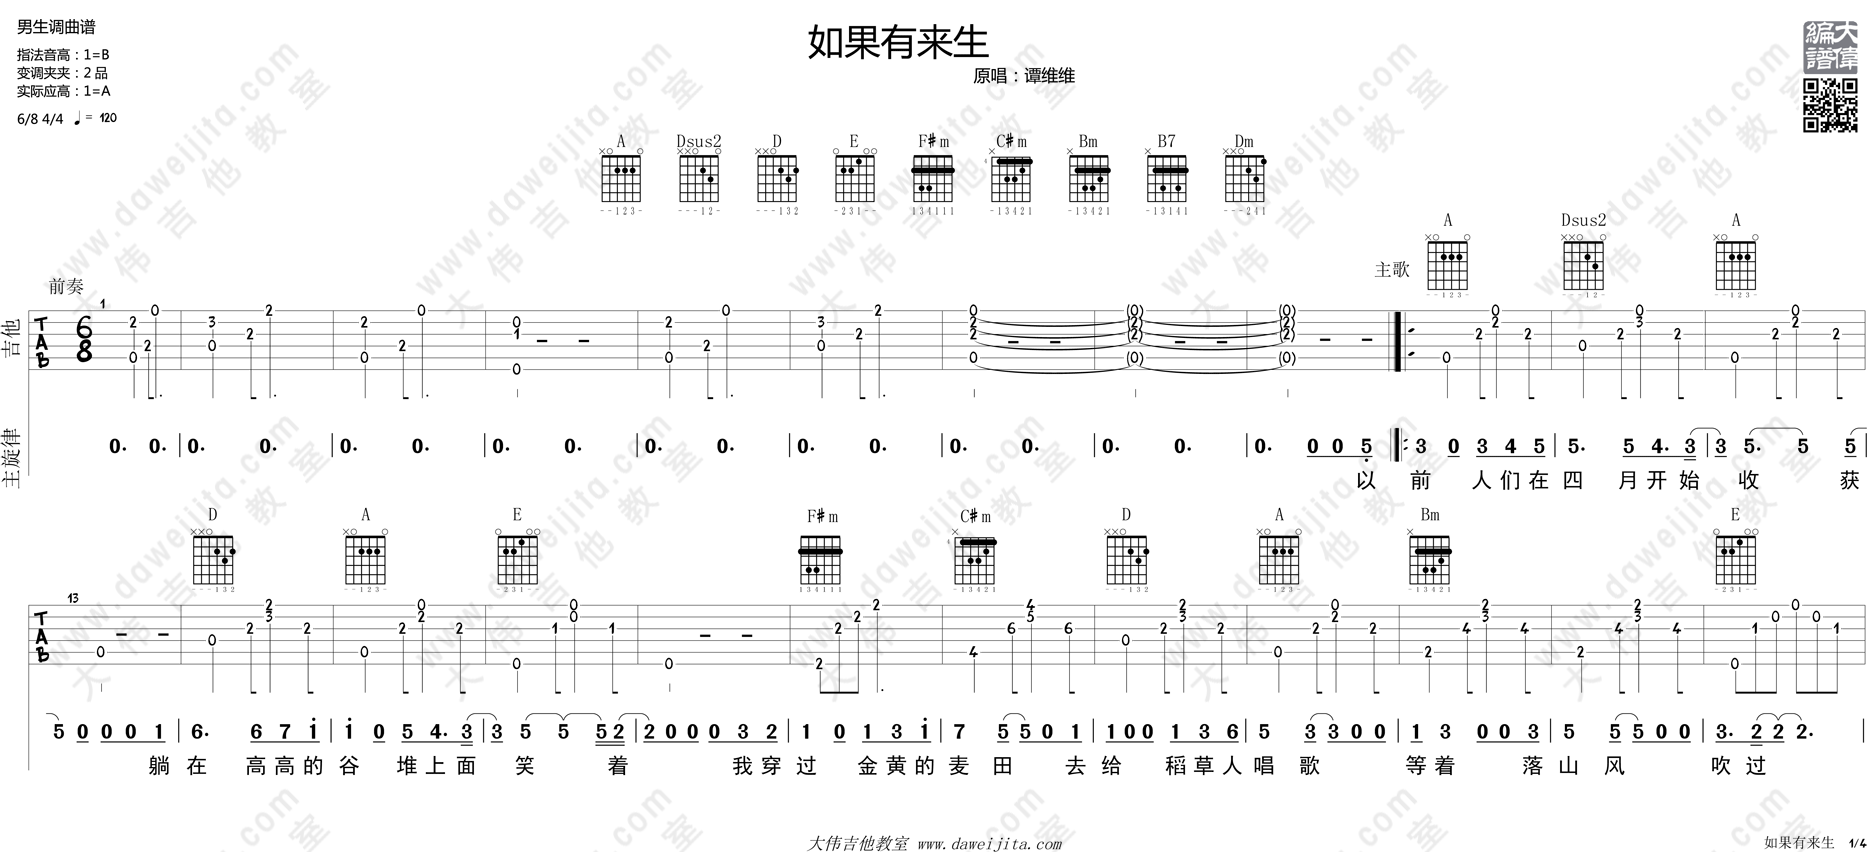 男生调曲谱
如果有来生
大偉編譜
原唱：谭维维
指法音高：1=B
变调夹夹：2 品
实际应高：1=A
6/8 4/4 ♩= 120
A Dsus2 D E F♯m C♯m Bm B7 Dm
主歌 A Dsus2 A
前奏
吉他
主旋律
0. 0. | 0. 0. | 0. 0. | 0. 0. | 0. 0. | 0. 0. | 0. 0. | 0. 0. | 0. 0 0 5 3 0 3 4 5 | 5. 5 4. 3 | 3 5. 5 5
以 前 人们在 四 月开始 收 获
D A E F♯m C♯m D A Bm E
13
5 0 0 0 1 | 6. 6 7 i | i 0 5 4. 3 | 3 5 5 5 2 | 2 0 0 0 3 2 | 1 0 1 3 i | 7 5 5 0 1 | 1 0 0 1 3 6 | 5 3 3 0 0 | 1 3 0 0 3 | 5 5 5 0 0 | 3. 2 2 2.
躺 在 高高的 谷 堆上面 笑 着 我穿 过 金黄的 麦 田 去 给 稻草人 唱 歌 等着 落 山 风 吹 过
大伟吉他教室 www.daweijita.com
如果有来生 1/4